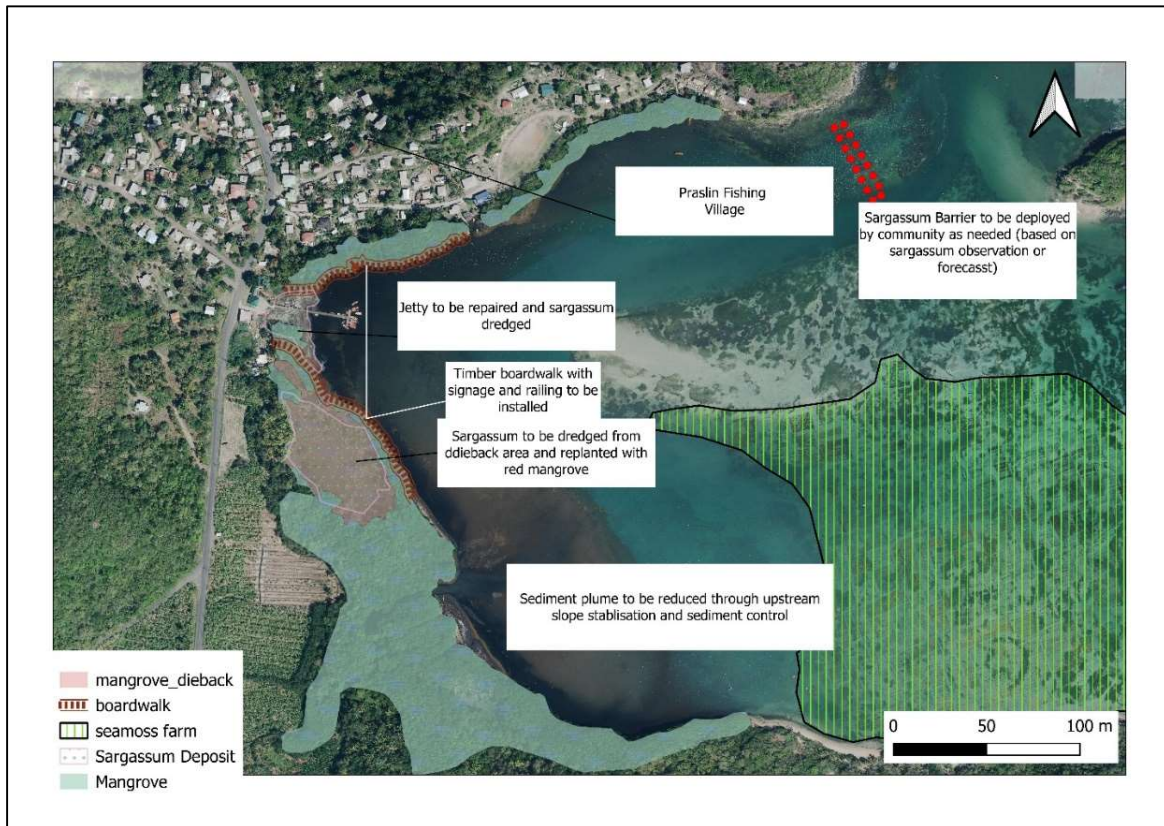 Praslin Fishing
Village
Sargassum Barrier to be deployed
by community as needed (based on
sargassum observation or
forecasst)
Jetty to be repaired and sargassum
dredged
Timber boardwalk with
signage and railing to be
installed
Sargassum to be dredged from
ddieback area and replanted with
red mangrove
Sediment plume to be reduced through upstream
slope stablisation and sediment control
mangrove_dieback
boardwalk
seamoss farm
Sargassum Deposit
Mangrove
0 50 100 m